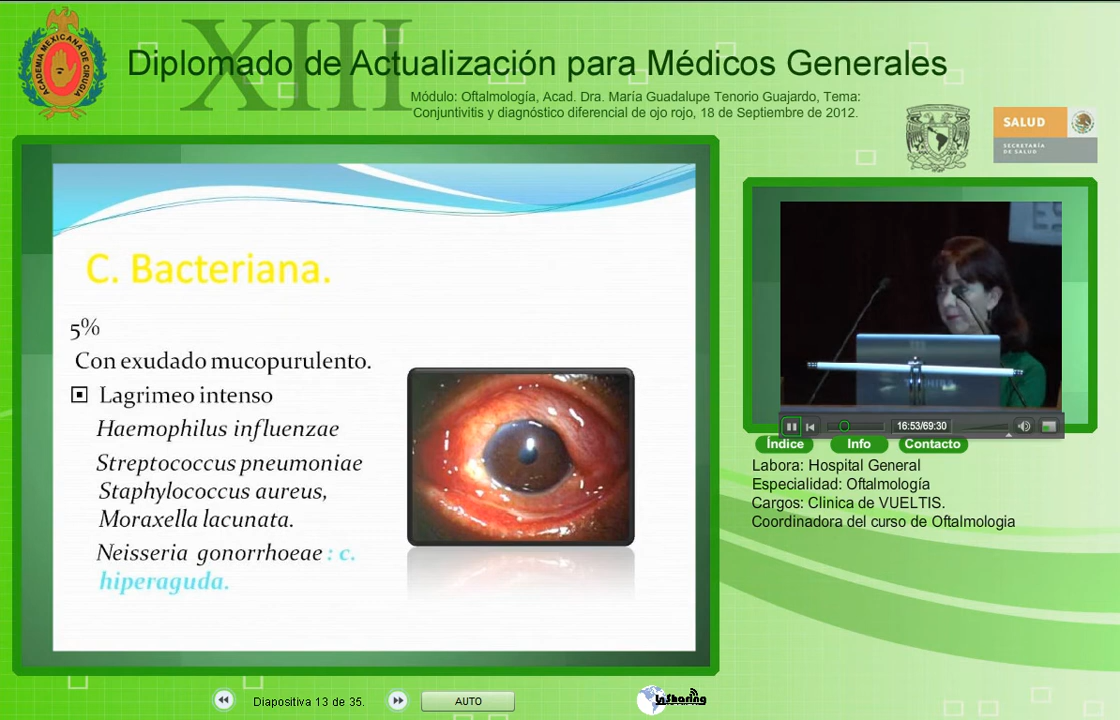 XIII
Diplomado de Actualización para Médicos Generales
Módulo: Oftalmología, Acad. Dra. María Guadalupe Tenorio Guajardo, Tema:
Conjuntivitis y diagnóstico diferencial de ojo rojo, 18 de Septiembre de 2012.
ACADEMIA MEXICANA DE CIRUGIA
SALUD
SECRETARÍA
DE SALUD
C. Bacteriana.
5%
Con exudado mucopurulento.
Lagrimeo intenso
Haemophilus influenzae
Streptococcus pneumoniae
Staphylococcus aureus,
Moraxella lacunata.
Neisseria gonorrhoeae : c.
hiperaguda.
16:53/69:30
Índice Info Contacto
Labora: Hospital General
Especialidad: Oftalmología
Cargos: Clinica de VUELTIS.
Coordinadora del curso de Oftalmologia
Diapositiva 13 de 35.
AUTO